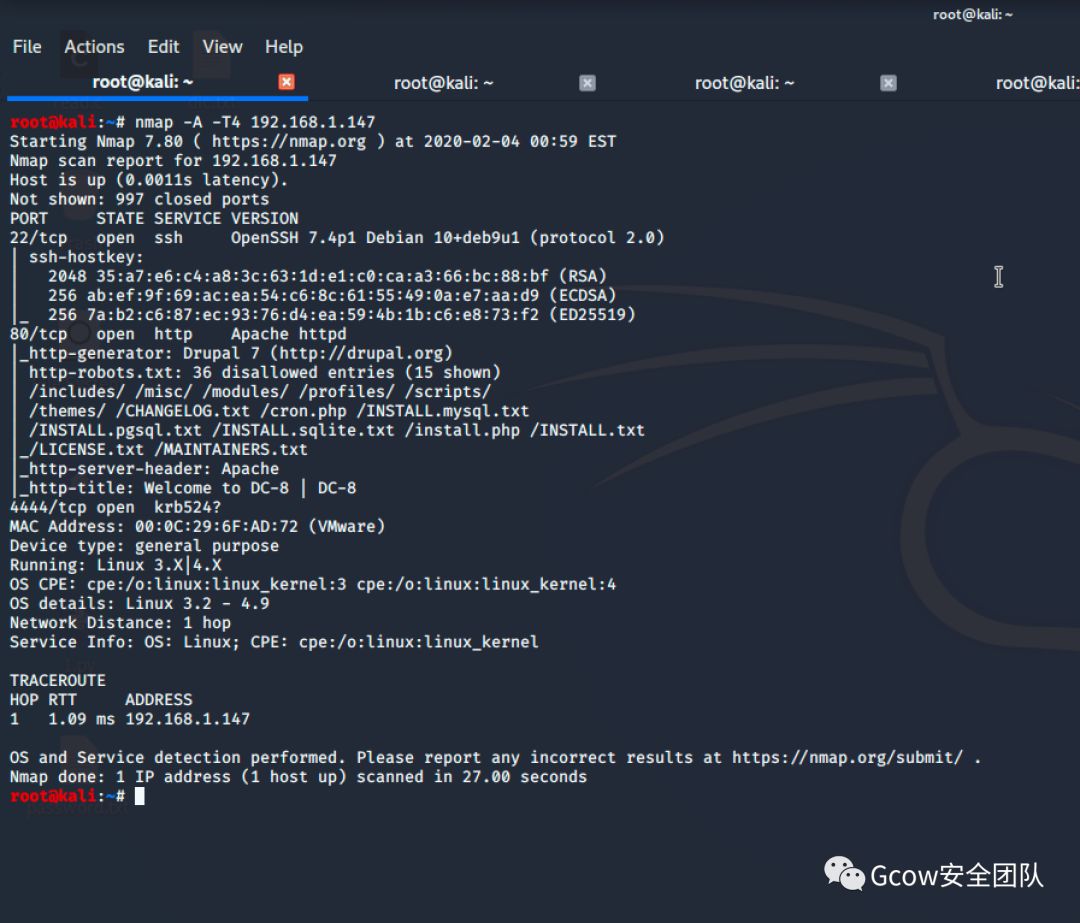 root@kali: ~
File Actions Edit View Help
root@kali: ~ root@kali: ~ root@kali: ~ root@kali:
root@kali:~# nmap -A -T4 192.168.1.147
Starting Nmap 7.80 ( https://nmap.org ) at 2020-02-04 00:59 EST
Nmap scan report for 192.168.1.147
Host is up (0.0011s latency).
Not shown: 997 closed ports
PORT     STATE SERVICE VERSION
22/tcp   open  ssh     OpenSSH 7.4p1 Debian 10+deb9u1 (protocol 2.0)
| ssh-hostkey:
|   2048 35:a7:e6:c4:a8:3c:63:1d:e1:c0:ca:a3:66:bc:88:bf (RSA)
|   256 ab:ef:9f:69:ac:ea:54:c6:8c:61:55:49:0a:e7:aa:d9 (ECDSA)
|_  256 7a:b2:c6:87:ec:93:76:d4:ea:59:4b:1b:c6:e8:73:f2 (ED25519)
80/tcp   open  http    Apache httpd
|_http-generator: Drupal 7 (http://drupal.org)
| http-robots.txt: 36 disallowed entries (15 shown)
| /includes/ /misc/ /modules/ /profiles/ /scripts/
| /themes/ /CHANGELOG.txt /cron.php /INSTALL.mysql.txt
| /INSTALL.pgsql.txt /INSTALL.sqlite.txt /install.php /INSTALL.txt
|_/LICENSE.txt /MAINTAINERS.txt
|_http-server-header: Apache
|_http-title: Welcome to DC-8 | DC-8
4444/tcp open  krb524?
MAC Address: 00:0C:29:6F:AD:72 (VMware)
Device type: general purpose
Running: Linux 3.X|4.X
OS CPE: cpe:/o:linux:linux_kernel:3 cpe:/o:linux:linux_kernel:4
OS details: Linux 3.2 - 4.9
Network Distance: 1 hop
Service Info: OS: Linux; CPE: cpe:/o:linux:linux_kernel
TRACEROUTE
HOP RTT     ADDRESS
1   1.09 ms 192.168.1.147
OS and Service detection performed. Please report any incorrect results at https://nmap.org/submit/ .
Nmap done: 1 IP address (1 host up) scanned in 27.00 seconds
root@kali:~#
password.txt
Gcow安全团队